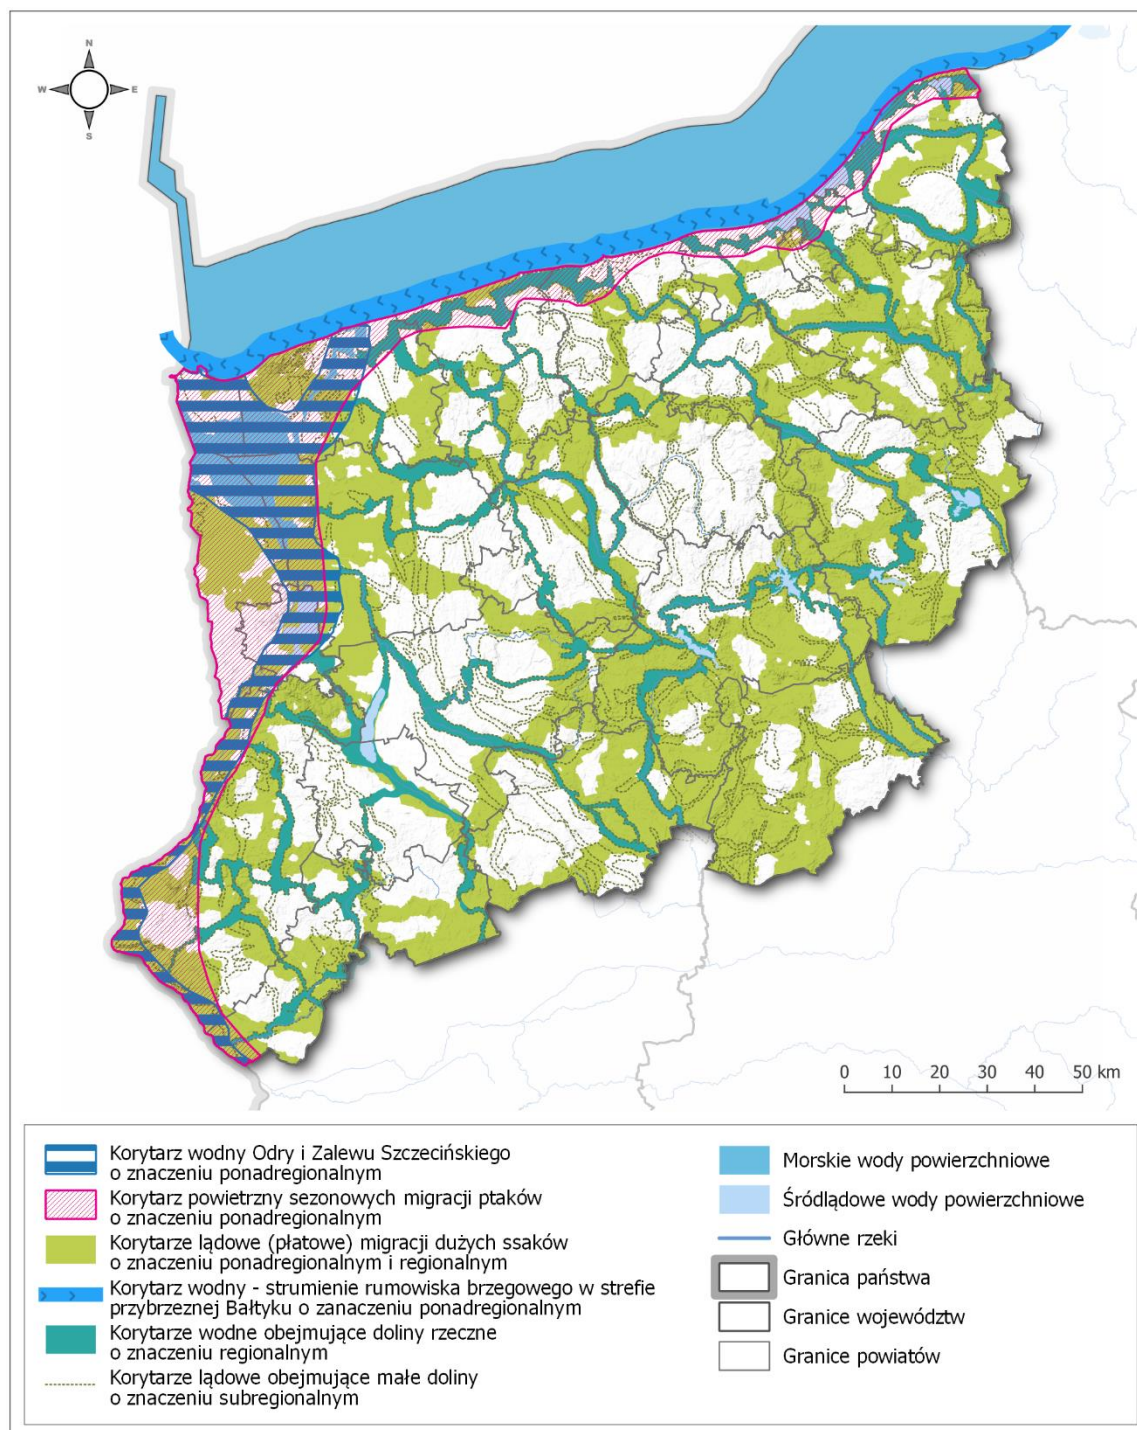 N
W E
S
0 10 20 30 40 50 km
Korytarz wodny Odry i Zalewu Szczecińskiego
o znaczeniu ponadregionalnym
Korytarz powietrzny sezonowych migracji ptaków
o znaczeniu ponadregionalnym
Korytarze lądowe (płatowe) migracji dużych ssaków
o znaczeniu ponadregionalnym i regionalnym
Korytarz wodny - strumienie rumowiska brzegowego w strefie
przybrzeznej Bałtyku o zanaczeniu ponadregionalnym
Korytarze wodne obejmujące doliny rzeczne
o znaczeniu regionalnym
Korytarze lądowe obejmujące małe doliny
o znaczeniu subregionalnym
Morskie wody powierzchniowe
Śródlądowe wody powierzchniowe
Główne rzeki
Granica państwa
Granice województw
Granice powiatów